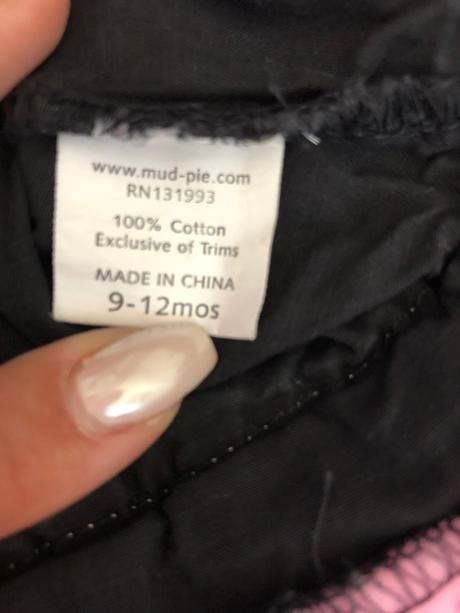 www.mud-pie.com
RN131993
100% Cotton
Exclusive of Trims
MADE IN CHINA
9-12mos